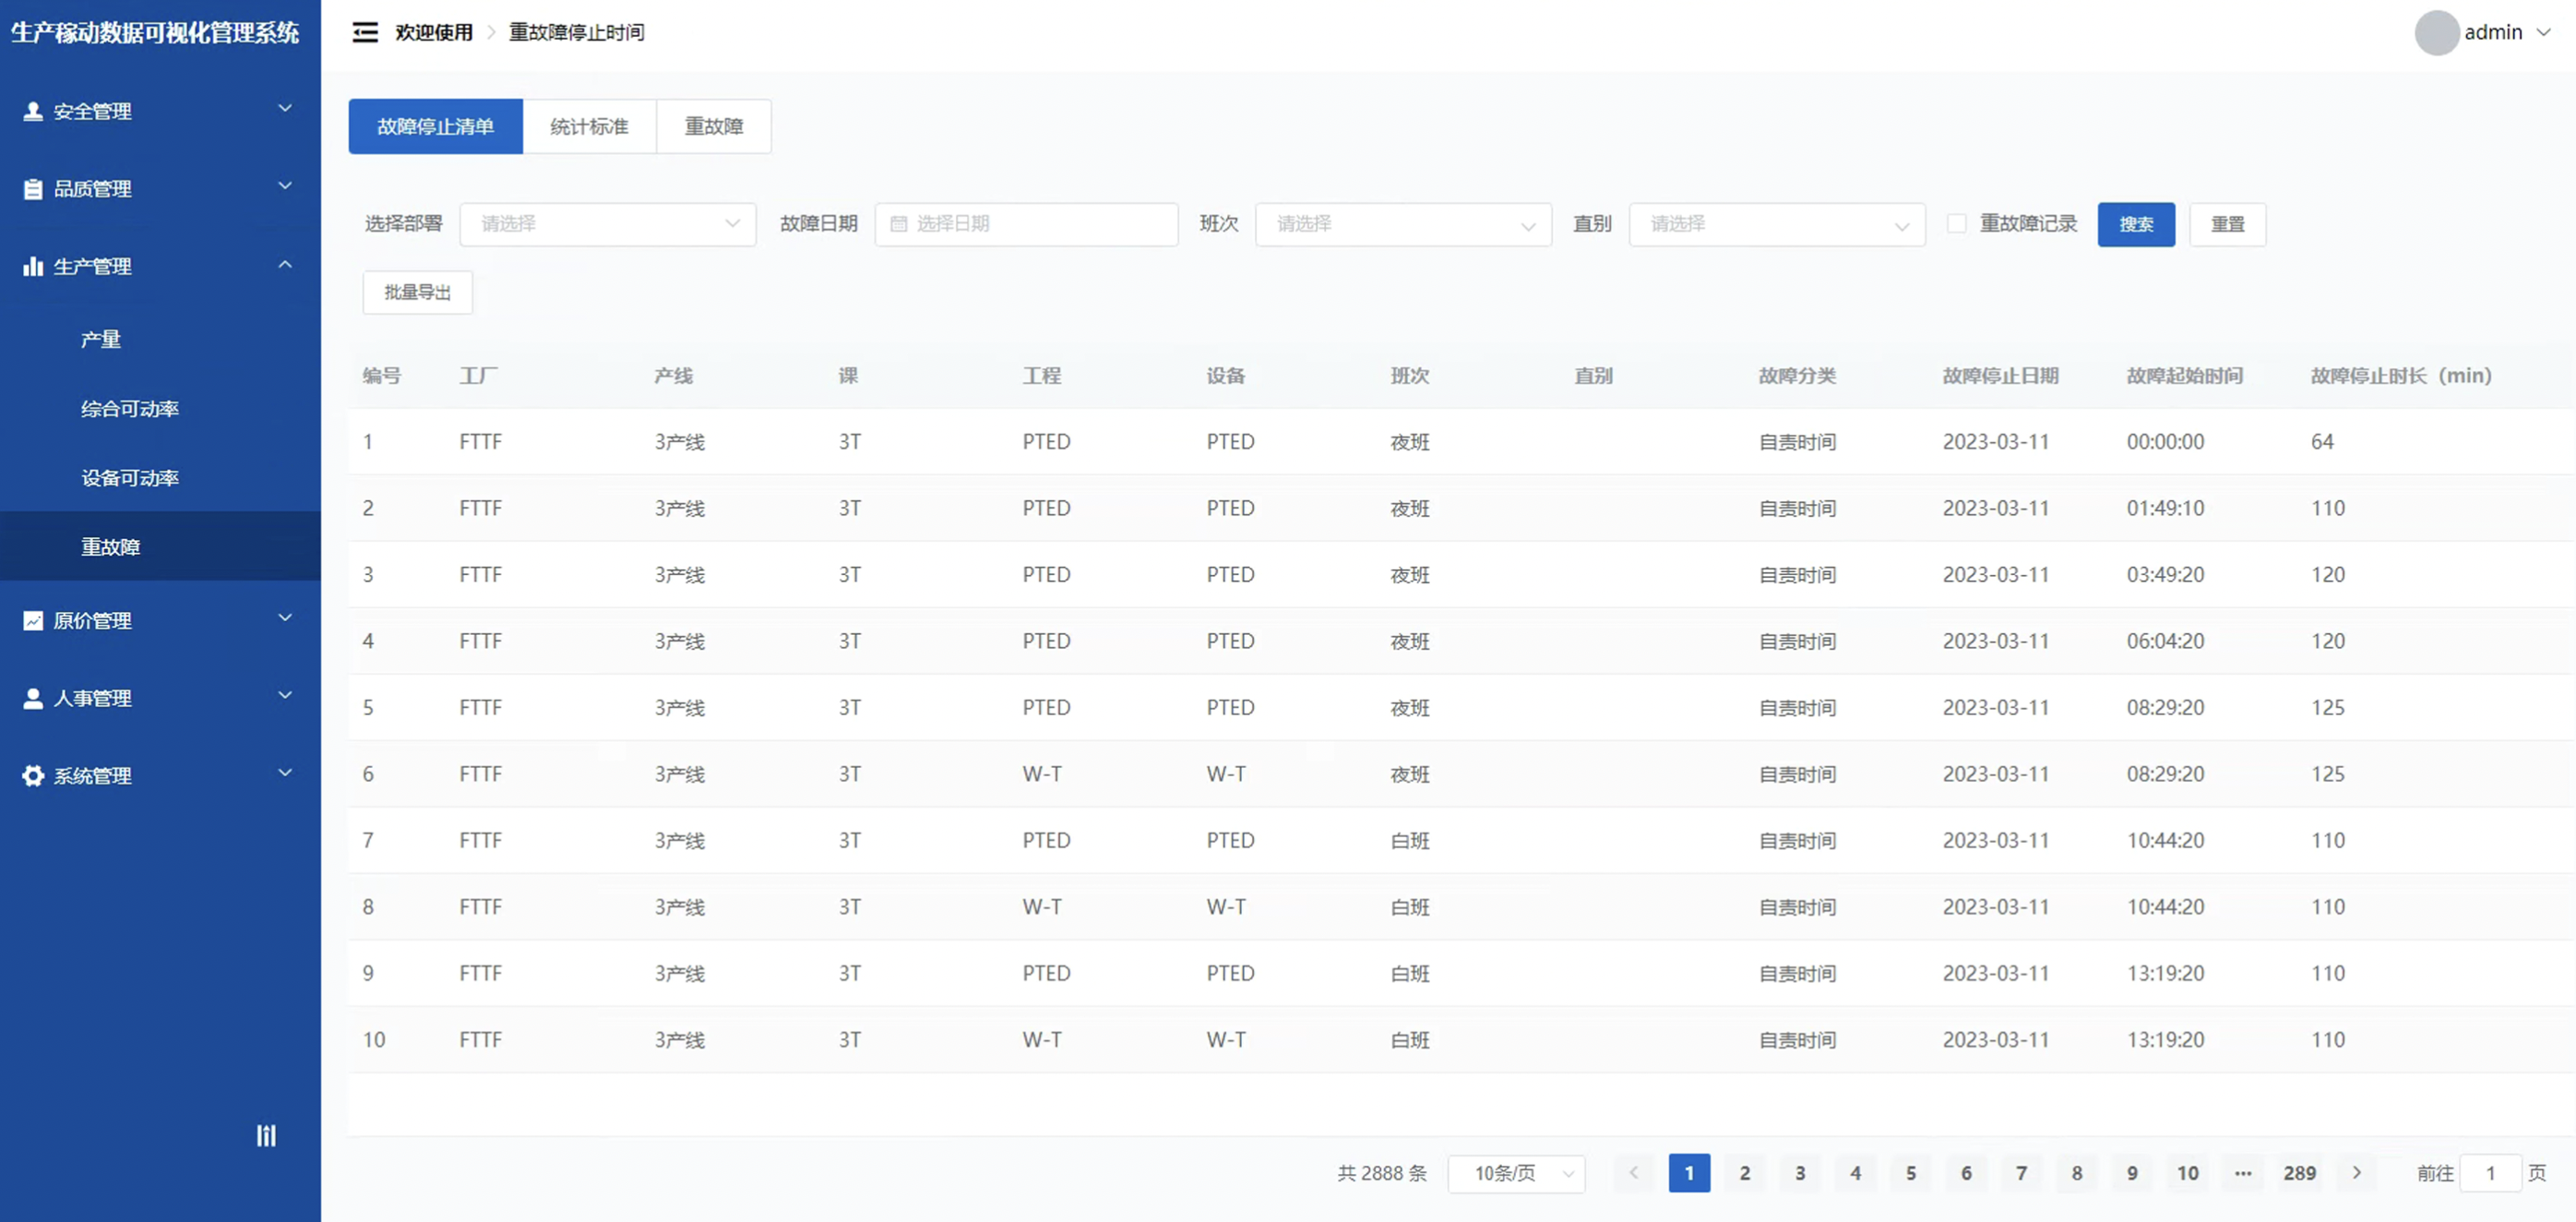 生产稼动数据可视化管理系统
欢迎使用 > 重故障停止时间
admin
安全管理
品质管理
生产管理
产量
综合可动率
设备可动率
重故障
原价管理
人事管理
系统管理
故障停止清单 统计标准 重故障
选择部署 请选择 故障日期 选择日期 班次 请选择 直别 请选择 重故障记录 搜索 重置
批量导出
编号 工厂 产线 课 工程 设备 班次 直别 故障分类 故障停止日期 故障起始时间 故障停止时长（min）
1 FTTF 3产线 3T PTED PTED 夜班 自责时间 2023-03-11 00:00:00 64
2 FTTF 3产线 3T PTED PTED 夜班 自责时间 2023-03-11 01:49:10 110
3 FTTF 3产线 3T PTED PTED 夜班 自责时间 2023-03-11 03:49:20 120
4 FTTF 3产线 3T PTED PTED 夜班 自责时间 2023-03-11 06:04:20 120
5 FTTF 3产线 3T PTED PTED 夜班 自责时间 2023-03-11 08:29:20 125
6 FTTF 3产线 3T W-T W-T 夜班 自责时间 2023-03-11 08:29:20 125
7 FTTF 3产线 3T PTED PTED 白班 自责时间 2023-03-11 10:44:20 110
8 FTTF 3产线 3T W-T W-T 白班 自责时间 2023-03-11 10:44:20 110
9 FTTF 3产线 3T PTED PTED 白班 自责时间 2023-03-11 13:19:20 110
10 FTTF 3产线 3T W-T W-T 白班 自责时间 2023-03-11 13:19:20 110
共 2888 条 10条/页 < 1 2 3 4 5 6 7 8 9 10 ··· 289 > 前往 1 页